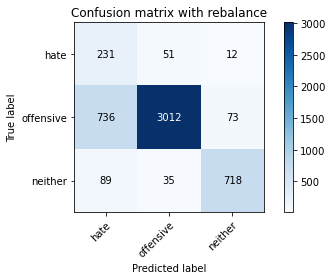 Confusion matrix with rebalance
True label
hate 231 51 12
offensive 736 3012 73
neither 89 35 718
hate offensive neither
Predicted label
3000
2500
2000
1500
1000
500